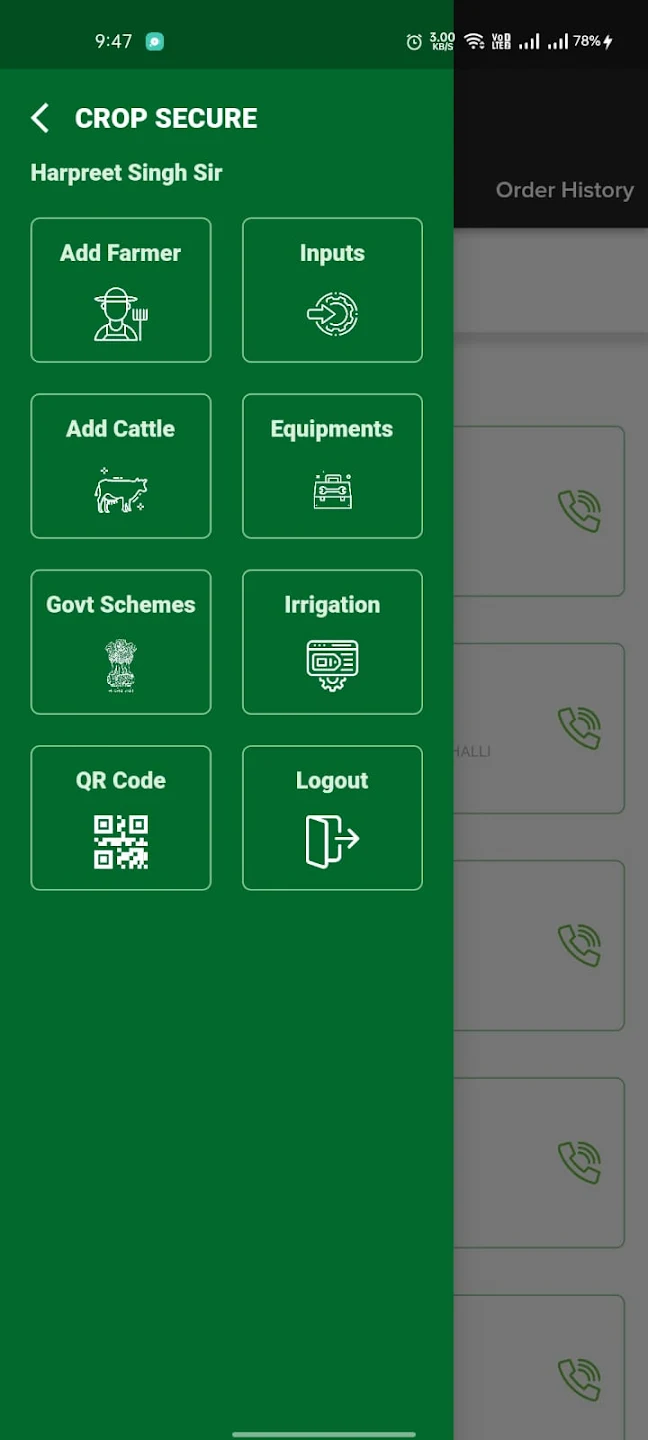 9:47 3.00 KB/S VoD LTE 78%
CROP SECURE
Harpreet Singh Sir
Order History
Add Farmer Inputs
Add Cattle Equipments
Govt Schemes Irrigation
HALLI
QR Code Logout